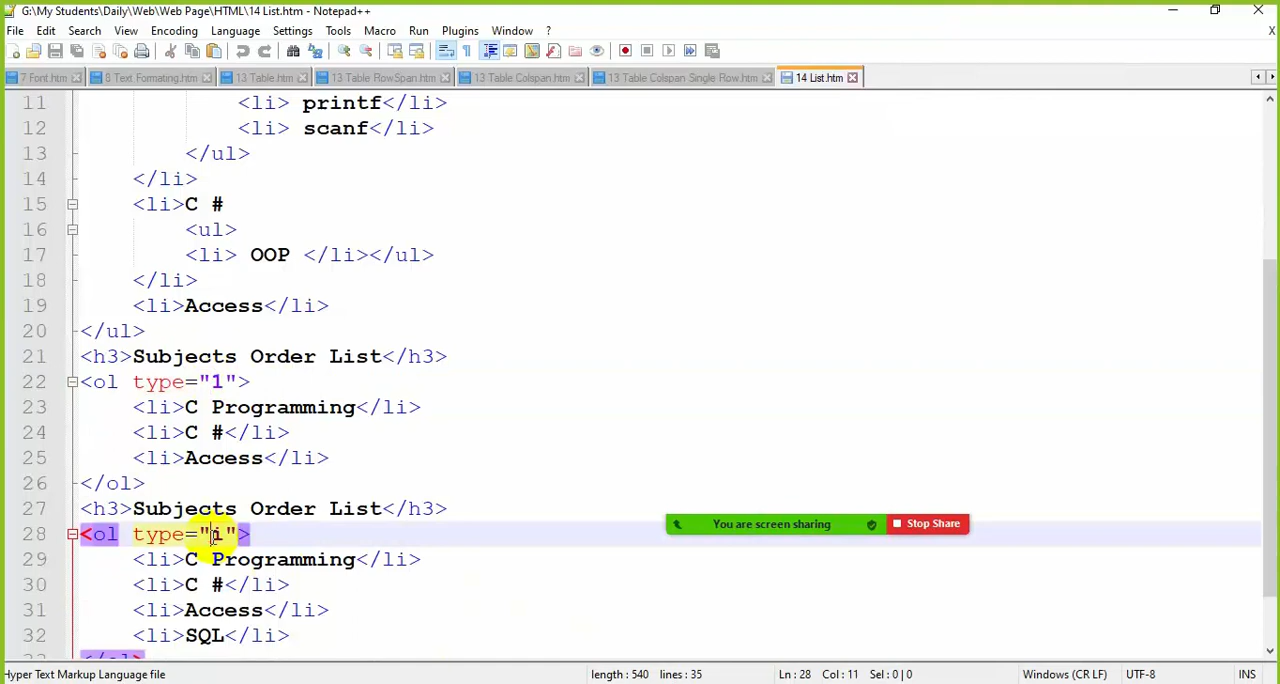 G:\My Students\Daily\Web\Web Page\HTML\14 List.htm - Notepad++
File Edit Search View Encoding Language Settings Tools Macro Run Plugins Window ? X
7 Font.htm 8 Text Formating.htm 13 Table.htm 13 Table RowSpan.htm 13 Table Colspan.htm 13 Table Colspan Single Row.htm 14 List.htm
11 <li> printf</li>
12 <li> scanf</li>
13 </ul>
14 </li>
15 <li>C #
16 <ul>
17 <li> OOP </li></ul>
18 </li>
19 <li>Access</li>
20 </ul>
21 <h3>Subjects Order List</h3>
22 <ol type="1">
23 <li>C Programming</li>
24 <li>C #</li>
25 <li>Access</li>
26 </ol>
27 <h3>Subjects Order List</h3>
28 <ol type="i">
You are screen sharing Stop Share
29 <li>C Programming</li>
30 <li>C #</li>
31 <li>Access</li>
32 <li>SQL</li>
33 </ol>
Hyper Text Markup Language file length : 540 lines : 35 Ln : 28 Col : 11 Sel : 0 | 0 Windows (CR LF) UTF-8 INS